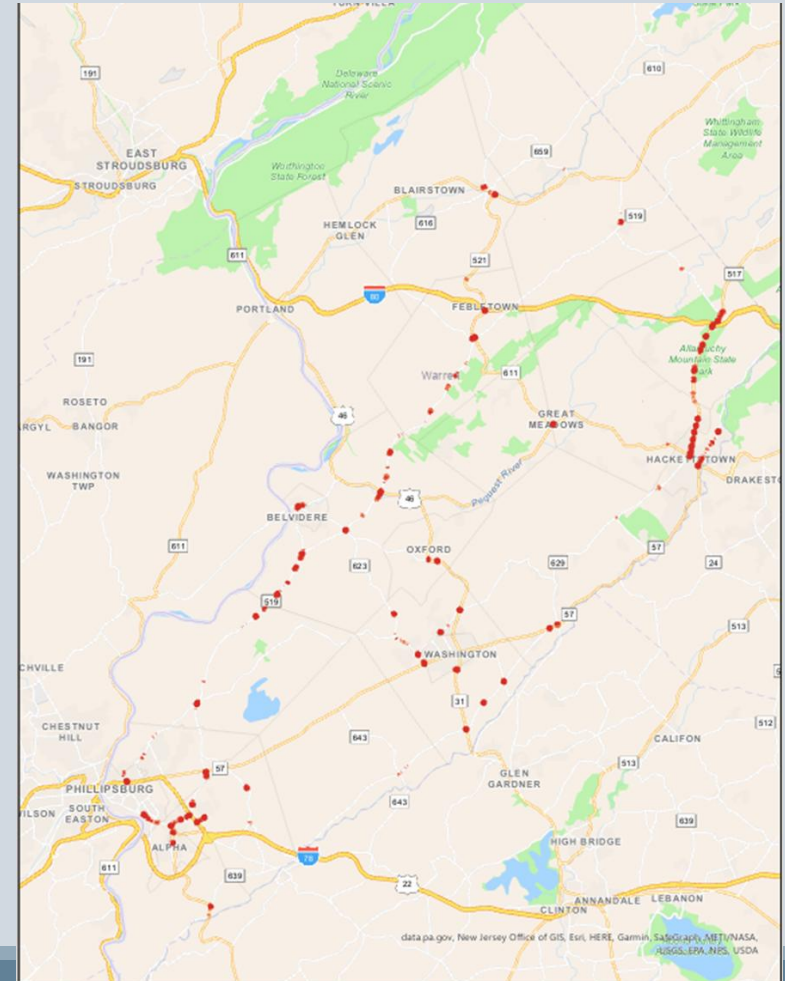 191
610
Delaware
National Scenic
River
Whittingham
State Wildlife
Management
Area
EAST
STROUDSBURG
659
Worthington
State Forest
STROUDSBURG
BLAIRSTOWN
519
616
HEMLOCK
GLEN
611
521
517
80
FEBLETOWN
PORTLAND
191
Allamuchy
Mountain State
Park
Warren
611
ROSETO
46
GREAT
MEADOWS
ARGYL
BANGOR
HACKETTSTOWN
WASHINGTON
TWP
Pequest River
DRAKESTO
46
BELVIDERE
611
OXFORD
57
623
629
24
519
57
513
WASHINGTON
CHVILLE
31
512
CHESTNUT
HILL
643
CALIFON
57
513
GLEN
GARDNER
PHILLIPSBURG
643
WILSON
SOUTH
EASTON
639
ALPHA
HIGH BRIDGE
78
611
639
22
ANNANDALE
LEBANON
CLINTON
data.pa.gov, New Jersey Office of GIS, Esri, HERE, Garmin, SafeGraph, METI/NASA,
USGS, EPA, NPS, USDA